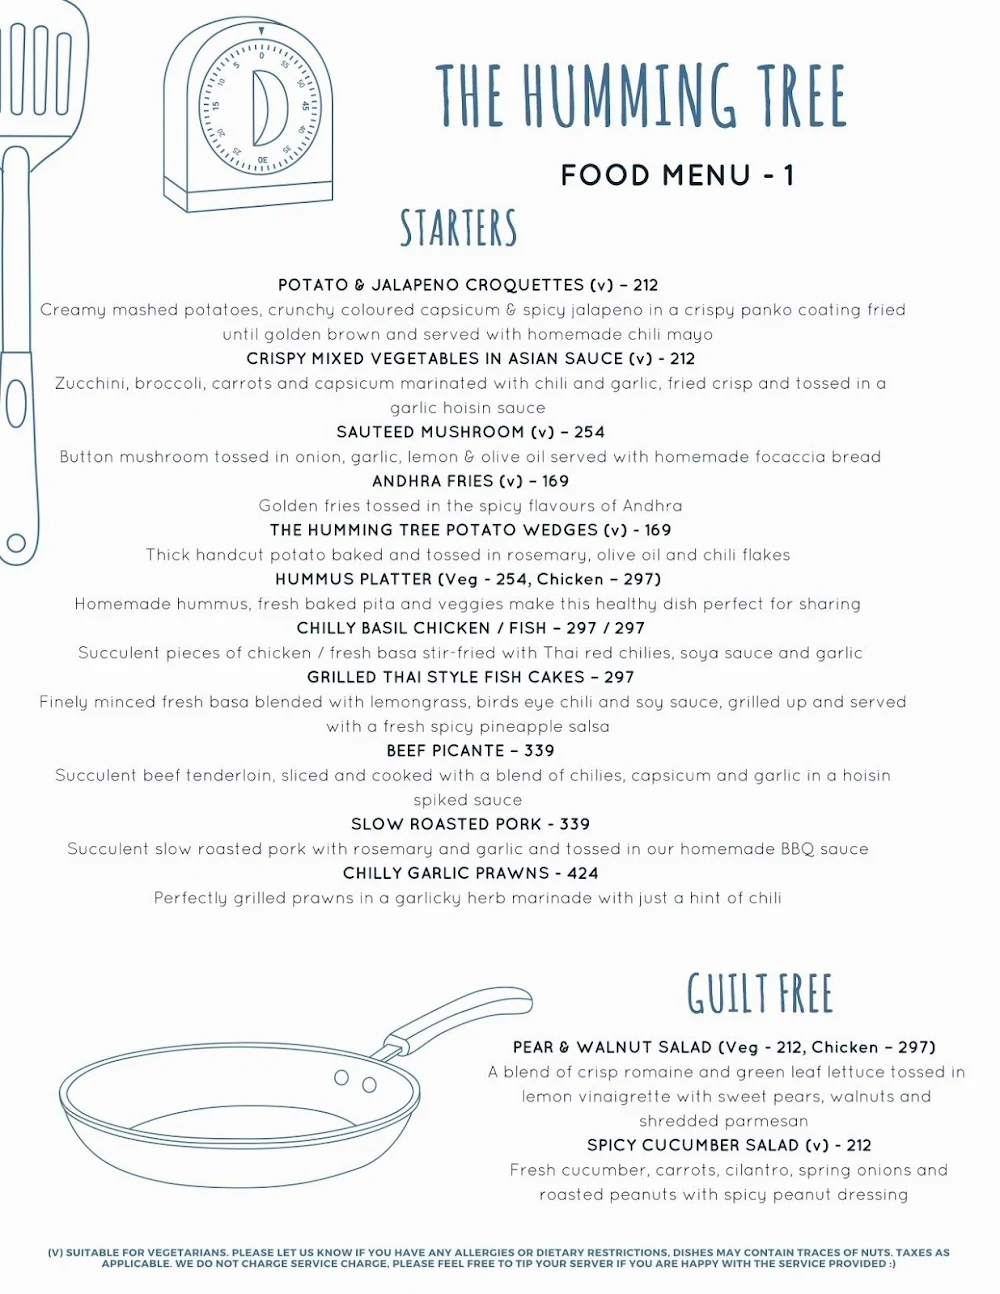 THE HUMMING TREE
FOOD MENU - 1
0
55
50
45
40
35
30
25
20
15
10
5
STARTERS
POTATO & JALAPENO CROQUETTES (v) – 212
Creamy mashed potatoes, crunchy coloured capsicum & spicy jalapeno in a crispy panko coating fried
until golden brown and served with homemade chili mayo
CRISPY MIXED VEGETABLES IN ASIAN SAUCE (v) - 212
Zucchini, broccoli, carrots and capsicum marinated with chili and garlic, fried crisp and tossed in a
garlic hoisin sauce
SAUTEED MUSHROOM (v) – 254
Button mushroom tossed in onion, garlic, lemon & olive oil served with homemade focaccia bread
ANDHRA FRIES (v) – 169
Golden fries tossed in the spicy flavours of Andhra
THE HUMMING TREE POTATO WEDGES (v) - 169
Thick handcut potato baked and tossed in rosemary, olive oil and chili flakes
HUMMUS PLATTER (Veg - 254, Chicken – 297)
Homemade hummus, fresh baked pita and veggies make this healthy dish perfect for sharing
CHILLY BASIL CHICKEN / FISH – 297 / 297
Succulent pieces of chicken / fresh basa stir-fried with Thai red chilies, soya sauce and garlic
GRILLED THAI STYLE FISH CAKES – 297
Finely minced fresh basa blended with lemongrass, birds eye chili and soy sauce, grilled up and served
with a fresh spicy pineapple salsa
BEEF PICANTE – 339
Succulent beef tenderloin, sliced and cooked with a blend of chilies, capsicum and garlic in a hoisin
spiked sauce
SLOW ROASTED PORK - 339
Succulent slow roasted pork with rosemary and garlic and tossed in our homemade BBQ sauce
CHILLY GARLIC PRAWNS - 424
Perfectly grilled prawns in a garlicky herb marinade with just a hint of chili
GUILT FREE
PEAR & WALNUT SALAD (Veg - 212, Chicken – 297)
A blend of crisp romaine and green leaf lettuce tossed in
lemon vinaigrette with sweet pears, walnuts and
shredded parmesan
SPICY CUCUMBER SALAD (v) - 212
Fresh cucumber, carrots, cilantro, spring onions and
roasted peanuts with spicy peanut dressing
(V) SUITABLE FOR VEGETARIANS. PLEASE LET US KNOW IF YOU HAVE ANY ALLERGIES OR DIETARY RESTRICTIONS, DISHES MAY CONTAIN TRACES OF NUTS. TAXES AS
APPLICABLE. WE DO NOT CHARGE SERVICE CHARGE, PLEASE FEEL FREE TO TIP YOUR SERVER IF YOU ARE HAPPY WITH THE SERVICE PROVIDED :)